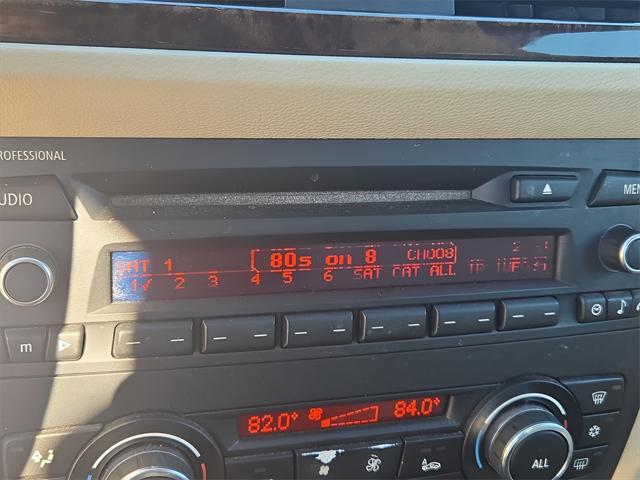 PROFESSIONAL
AUDIO
MEN
SAT 1 80s on 8 CH008
1✓ 2 3 4 5 6 SAT CAT ALL
m
82.0° 84.0°
A
ALL